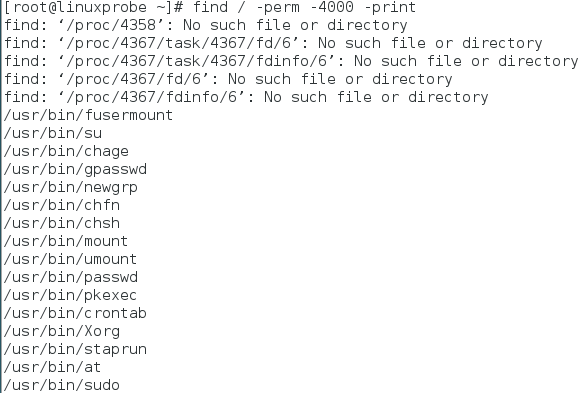 [root@linuxprobe ~]# find / -perm -4000 -print
find: ‘/proc/4358’: No such file or directory
find: ‘/proc/4367/task/4367/fd/6’: No such file or directory
find: ‘/proc/4367/task/4367/fdinfo/6’: No such file or directory
find: ‘/proc/4367/fd/6’: No such file or directory
find: ‘/proc/4367/fdinfo/6’: No such file or directory
/usr/bin/fusermount
/usr/bin/su
/usr/bin/chage
/usr/bin/gpasswd
/usr/bin/newgrp
/usr/bin/chfn
/usr/bin/chsh
/usr/bin/mount
/usr/bin/umount
/usr/bin/passwd
/usr/bin/pkexec
/usr/bin/crontab
/usr/bin/Xorg
/usr/bin/staprun
/usr/bin/at
/usr/bin/sudo